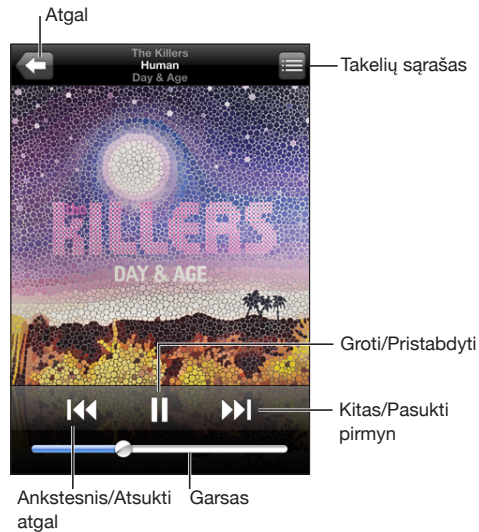 Atgal
The Killers
Human
Day & Age
Takelių sąrašas
KILLERS
DAY & AGE
Groti/Pristabdyti
Kitas/Pasukti
pirmyn
Ankstesnis/Atsukti
atgal
Garsas